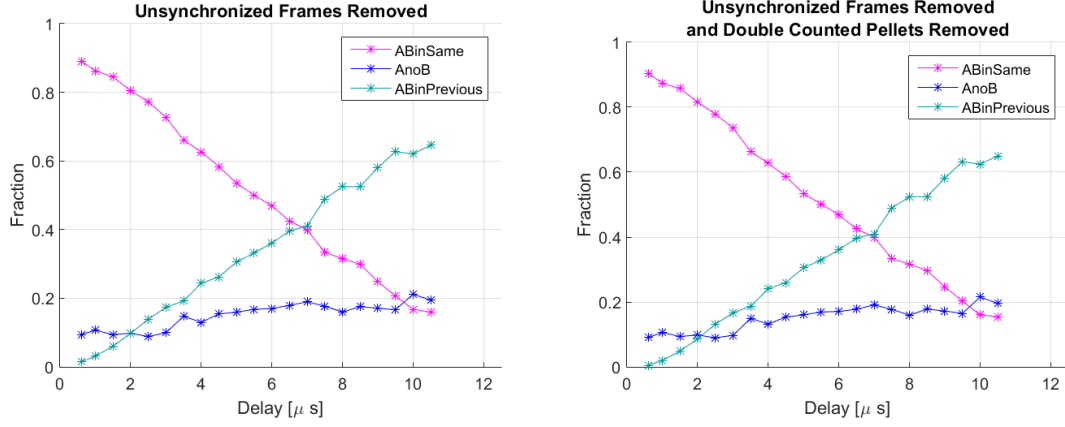 Unsynchronized Frames Removed
ABinSame
AnoB
ABinPrevious
Fraction
1
0.8
0.6
0.4
0.2
0
0 2 4 6 8 10 12
Delay [μ s]
Unsynchronized Frames Removed
and Double Counted Pellets Removed
ABinSame
AnoB
ABinPrevious
Fraction
1
0.8
0.6
0.4
0.2
0
0 2 4 6 8 10 12
Delay [μ s]